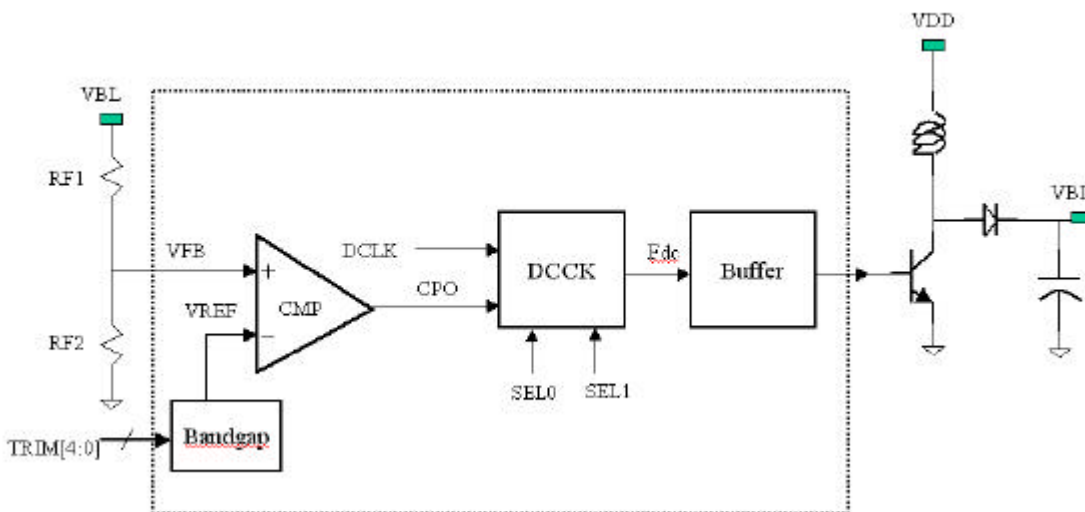 VDD
VBL
RF1
VBL
VFB
DCLK
DCCK
Fdc
Buffer
CMP
CPO
VREF
RF2
SEL0
SEL1
Bandgap
TRIM[4:0]
+
−